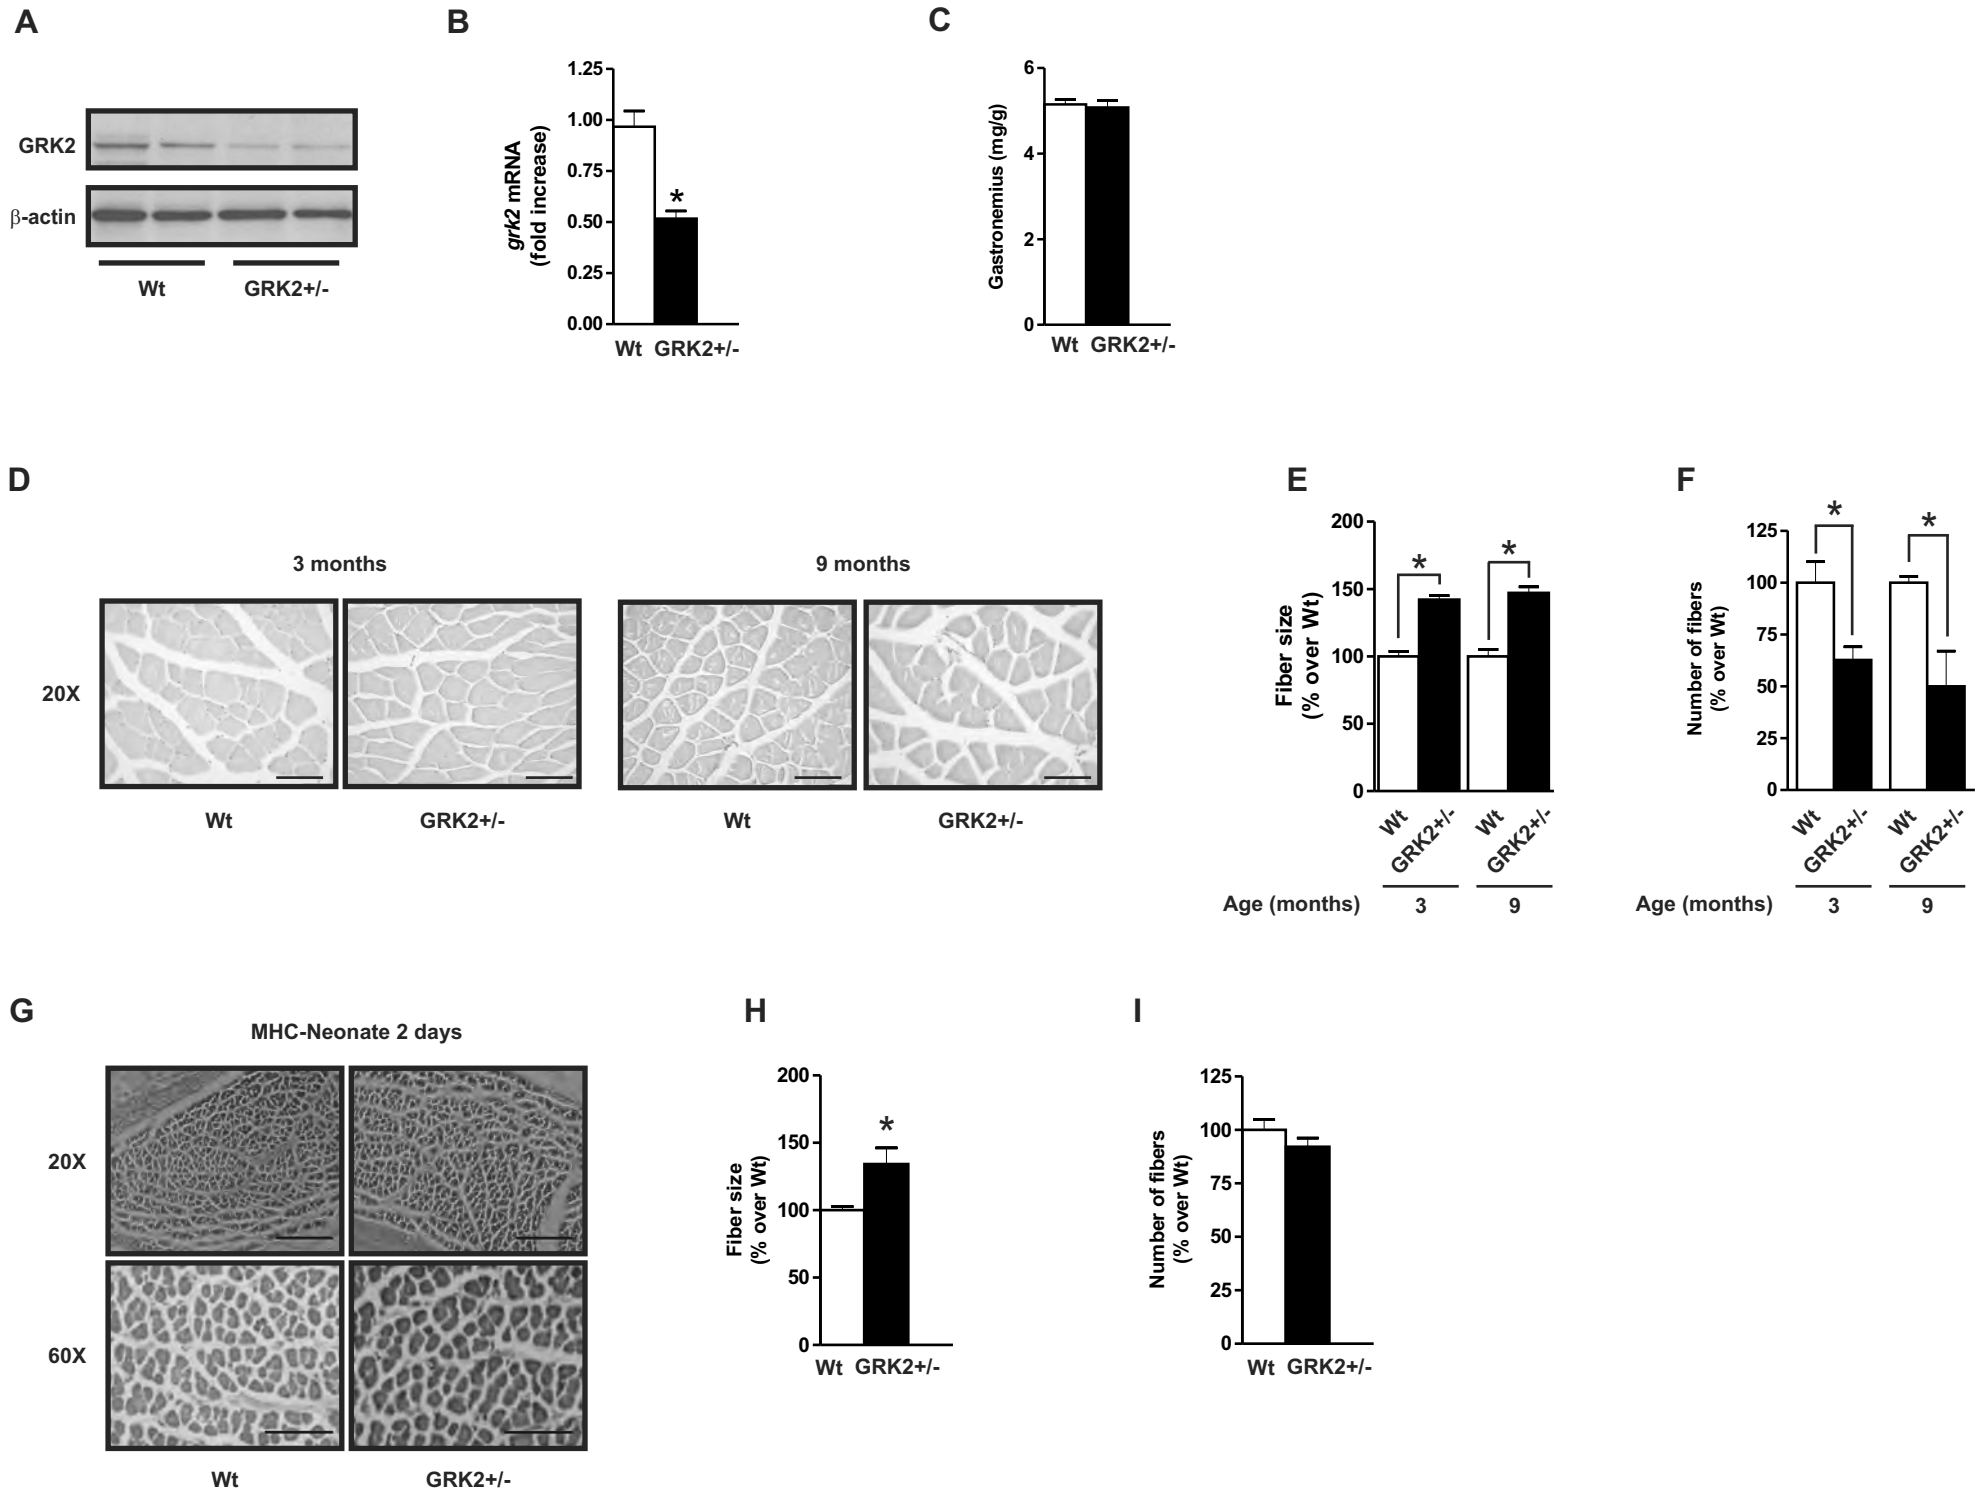 A
GRK2
β-actin
Wt GRK2+/-
B
1.25
1.00
0.75
0.50
0.25
0.00
grk2 mRNA
(fold increase)
*
Wt GRK2+/-
C
6
4
2
0
Gastronemius (mg/g)
Wt GRK2+/-
D
3 months 9 months
20X
Wt GRK2+/- Wt GRK2+/-
E
200
150
100
50
0
Fiber size
(% over Wt)
* *
Wt GRK2+/- Wt GRK2+/-
Age (months) 3 9
F
125
100
75
50
25
0
Number of fibers
(% over Wt)
* *
Wt GRK2+/- Wt GRK2+/-
Age (months) 3 9
G
MHC-Neonate 2 days
20X
60X
Wt GRK2+/-
H
200
150
100
50
0
Fiber size
(% over Wt)
*
Wt GRK2+/-
I
125
100
75
50
25
0
Number of fibers
(% over Wt)
Wt GRK2+/-